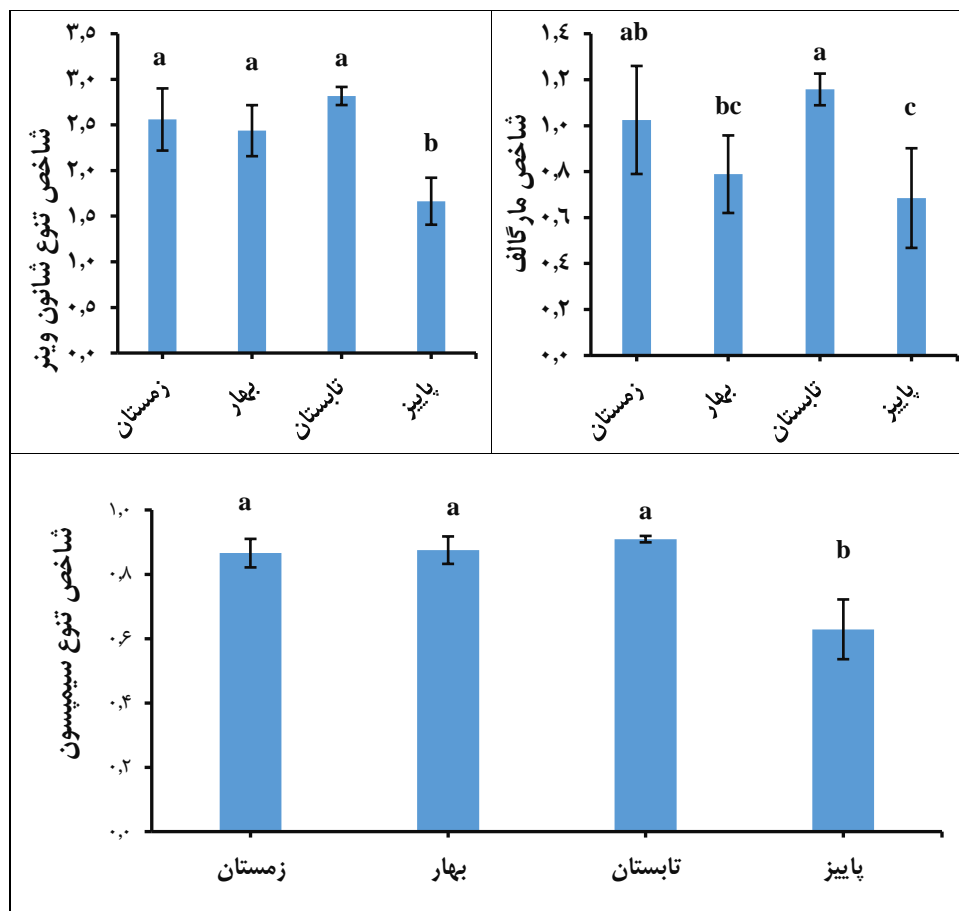 شاخص تنوع شانون وینر
۳,۵
۳,۰
۲,۵
۲,۰
۱,۵
۱,۰
۰,۵
۰,۰
a
a
a
b
زمستان
بهار
تابستان
پاییز
شاخص مارگالف
۱,۴
۱,۲
۱,۰
۰,۸
۰,۶
۰,۴
۰,۲
۰,۰
ab
bc
a
c
زمستان
بهار
تابستان
پاییز
شاخص تنوع سیمپسون
۱,۰
۰,۸
۰,۶
۰,۴
۰,۲
۰,۰
a
a
a
b
زمستان
بهار
تابستان
پاییز